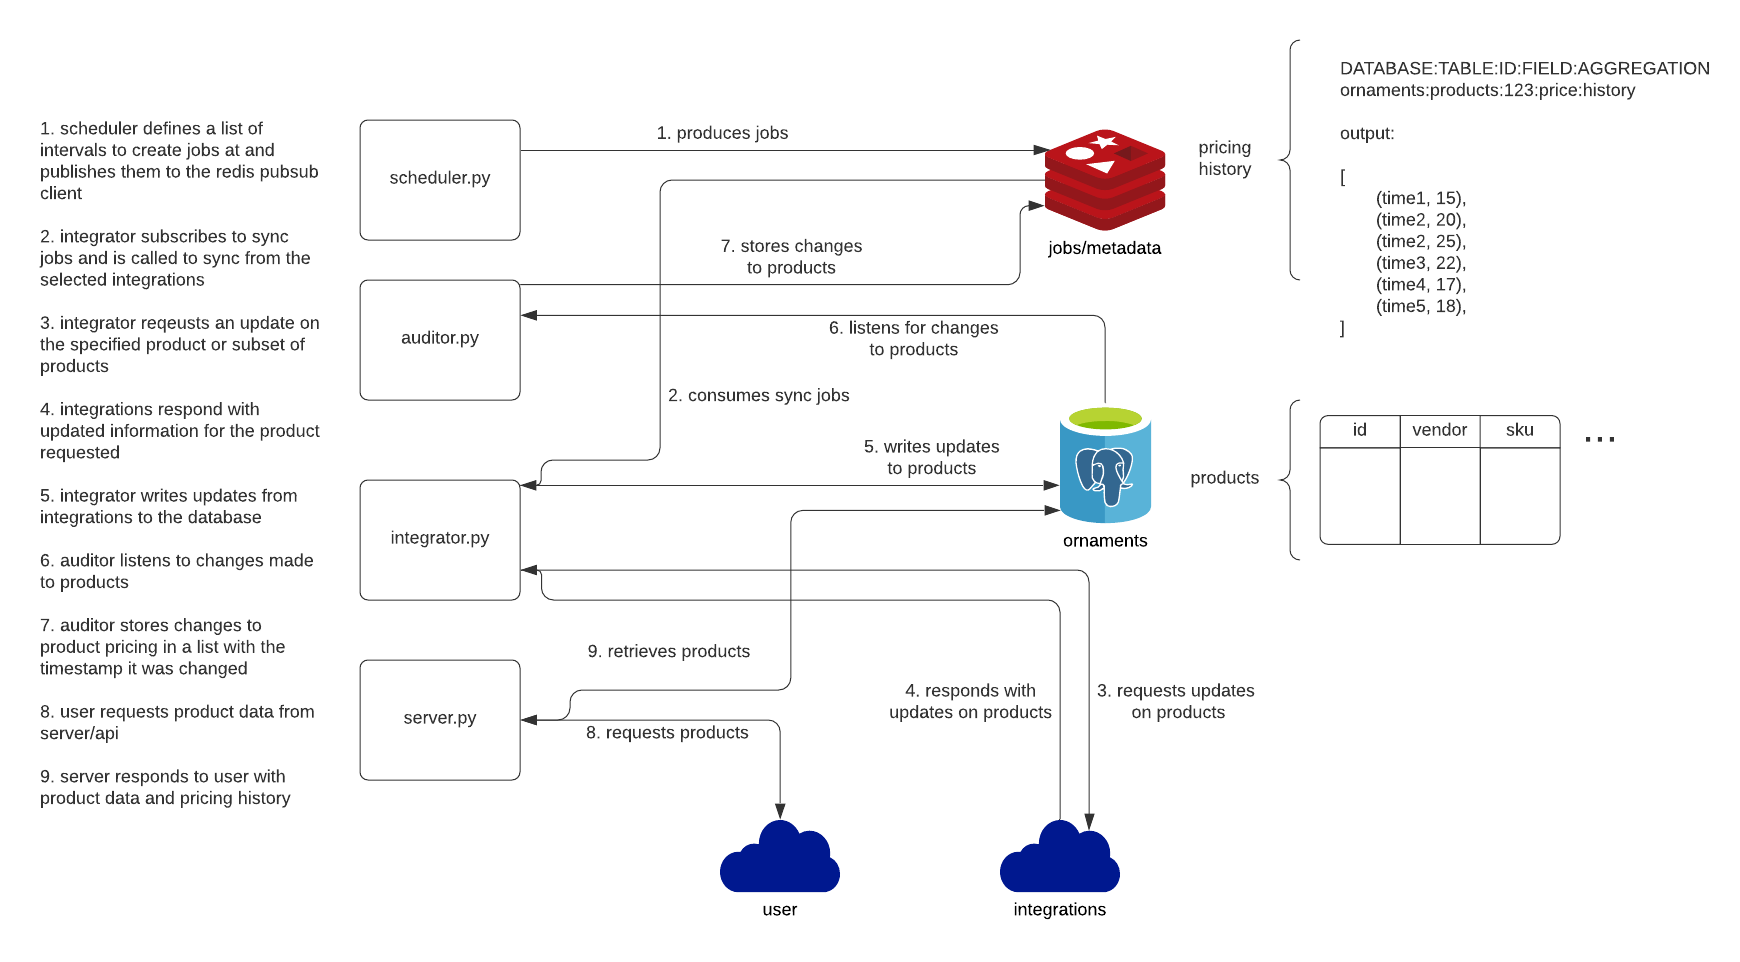 1. scheduler defines a list of
intervals to create jobs at and
publishes them to the redis pubsub
client
2. integrator subscribes to sync
jobs and is called to sync from the
selected integrations
3. integrator reqeusts an update on
the specified product or subset of
products
4. integrations respond with
updated information for the product
requested
5. integrator writes updates from
integrations to the database
6. auditor listens to changes made
to products
7. auditor stores changes to
product pricing in a list with the
timestamp it was changed
8. user requests product data from
server/api
9. server responds to user with
product data and pricing history
scheduler.py
auditor.py
integrator.py
server.py
1. produces jobs
7. stores changes
to products
6. listens for changes
to products
2. consumes sync jobs
5. writes updates
to products
9. retrieves products
8. requests products
4. responds with
updates on products
3. requests updates
on products
jobs/metadata
ornaments
user
integrations
pricing
history
DATABASE:TABLE:ID:FIELD:AGGREGATION
ornaments:products:123:price:history
output:
[
(time1, 15),
(time2, 20),
(time2, 25),
(time3, 22),
(time4, 17),
(time5, 18),
]
products
id vendor sku ...